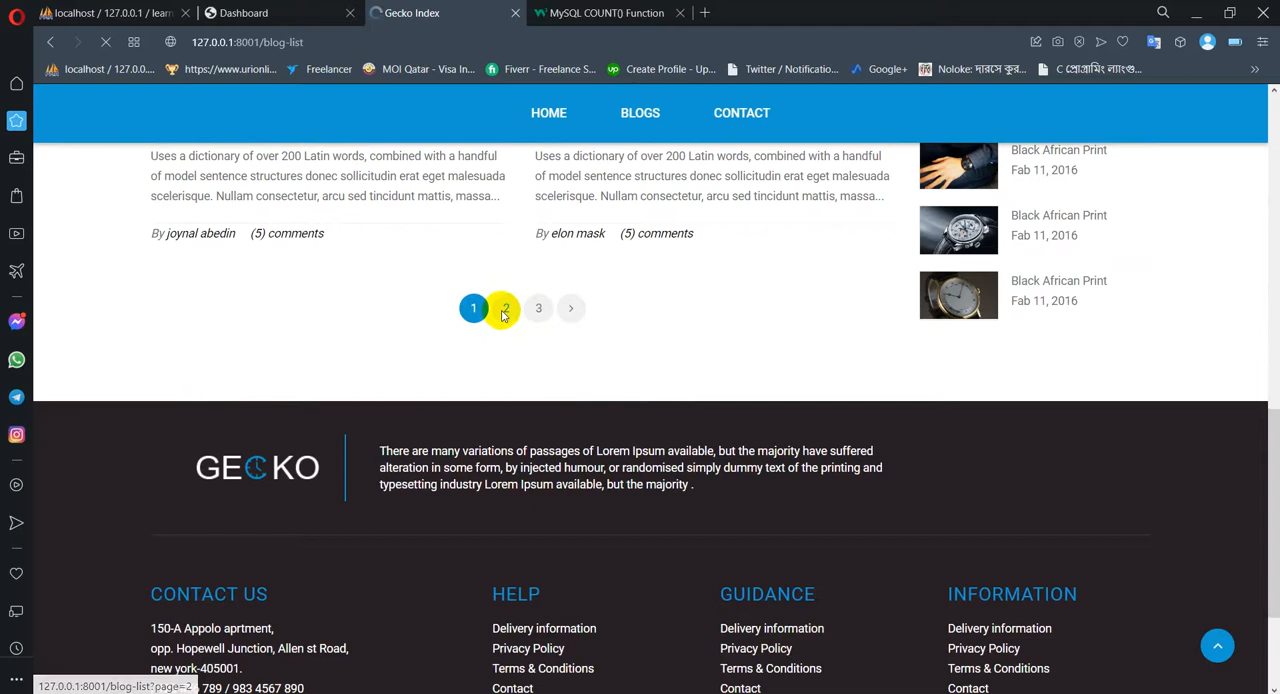 localhost / 127.0.0.1 / learn
Dashboard
Gecko Index
MySQL COUNT() Function
127.0.0.1:8001/blog-list
localhost / 127.0.0....
https://www.urionli...
Freelancer
MOI Qatar - Visa In...
Fiverr - Freelance S...
Create Profile - Up...
Twitter / Notificatio...
Google+
Noloke: দারসে কুর...
C প্রোগ্রামিং ল্যাংগু...
HOME
BLOGS
CONTACT
Uses a dictionary of over 200 Latin words, combined with a handful
of model sentence structures donec sollicitudin erat eget malesuada
scelerisque. Nullam consectetur, arcu sed tincidunt mattis, massa...
By joynal abedin (5) comments
Uses a dictionary of over 200 Latin words, combined with a handful
of model sentence structures donec sollicitudin erat eget malesuada
scelerisque. Nullam consectetur, arcu sed tincidunt mattis, massa...
By elon mask (5) comments
Black African Print
Fab 11, 2016
Black African Print
Fab 11, 2016
Black African Print
Fab 11, 2016
1 2 3 >
GECKO
There are many variations of passages of Lorem Ipsum available, but the majority have suffered
alteration in some form, by injected humour, or randomised simply dummy text of the printing and
typesetting industry Lorem Ipsum available, but the majority .
CONTACT US
150-A Appolo aprtment,
opp. Hopewell Junction, Allen st Road,
new york-405001.
789 / 983 4567 890
HELP
Delivery information
Privacy Policy
Terms & Conditions
Contact
GUIDANCE
Delivery information
Privacy Policy
Terms & Conditions
Contact
INFORMATION
Delivery information
Privacy Policy
Terms & Conditions
Contact
127.0.0.1:8001/blog-list?page=2